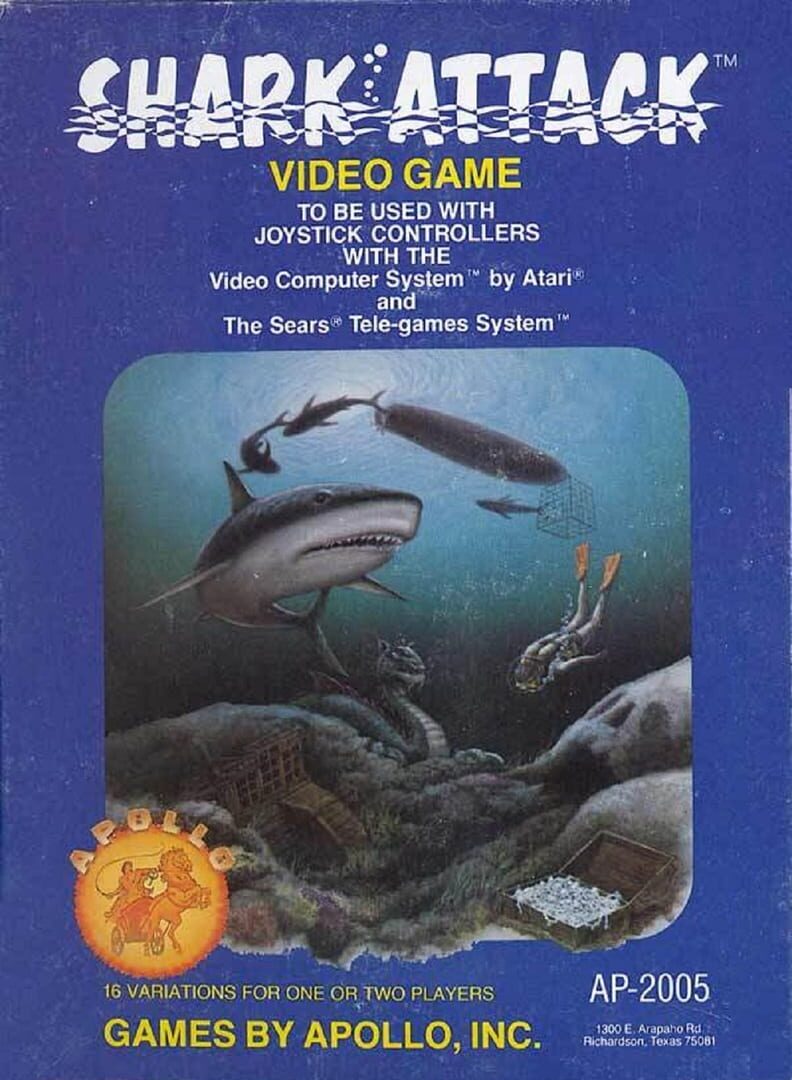 SHARK ATTACK™
VIDEO GAME
TO BE USED WITH
JOYSTICK CONTROLLERS
WITH THE
Video Computer System™ by Atari®
and
The Sears® Tele-games System™
APOLLO
16 VARIATIONS FOR ONE OR TWO PLAYERS
AP-2005
GAMES BY APOLLO, INC.
1300 E. Arapaho Rd.
Richardson, Texas 75081